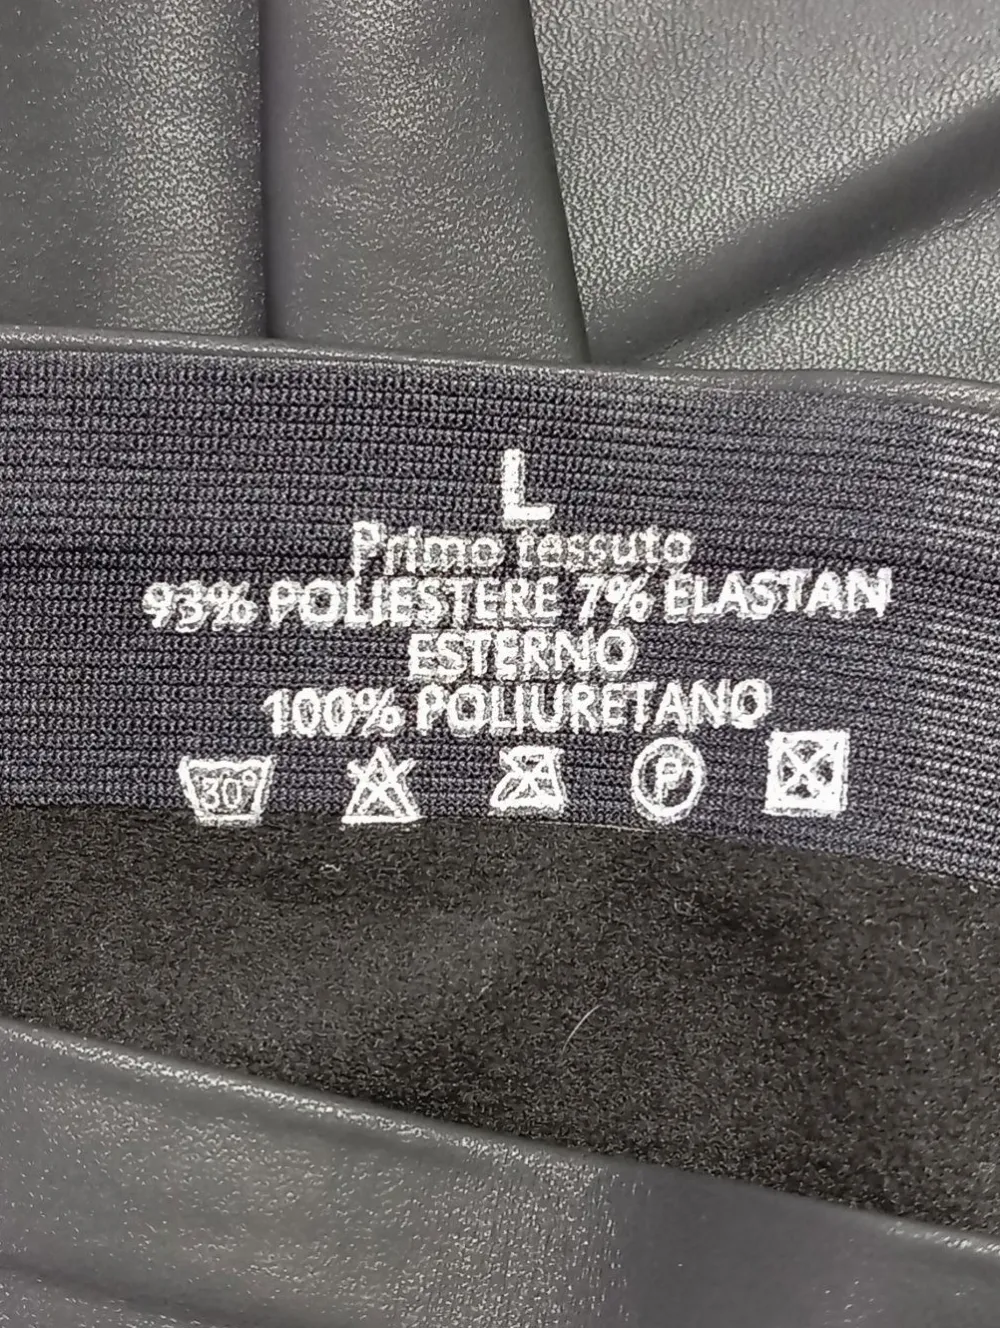 L
Primo tessuto
93% POLIESTERE 7% ELASTAN
ESTERNO
100% POLIURETANO
30° P